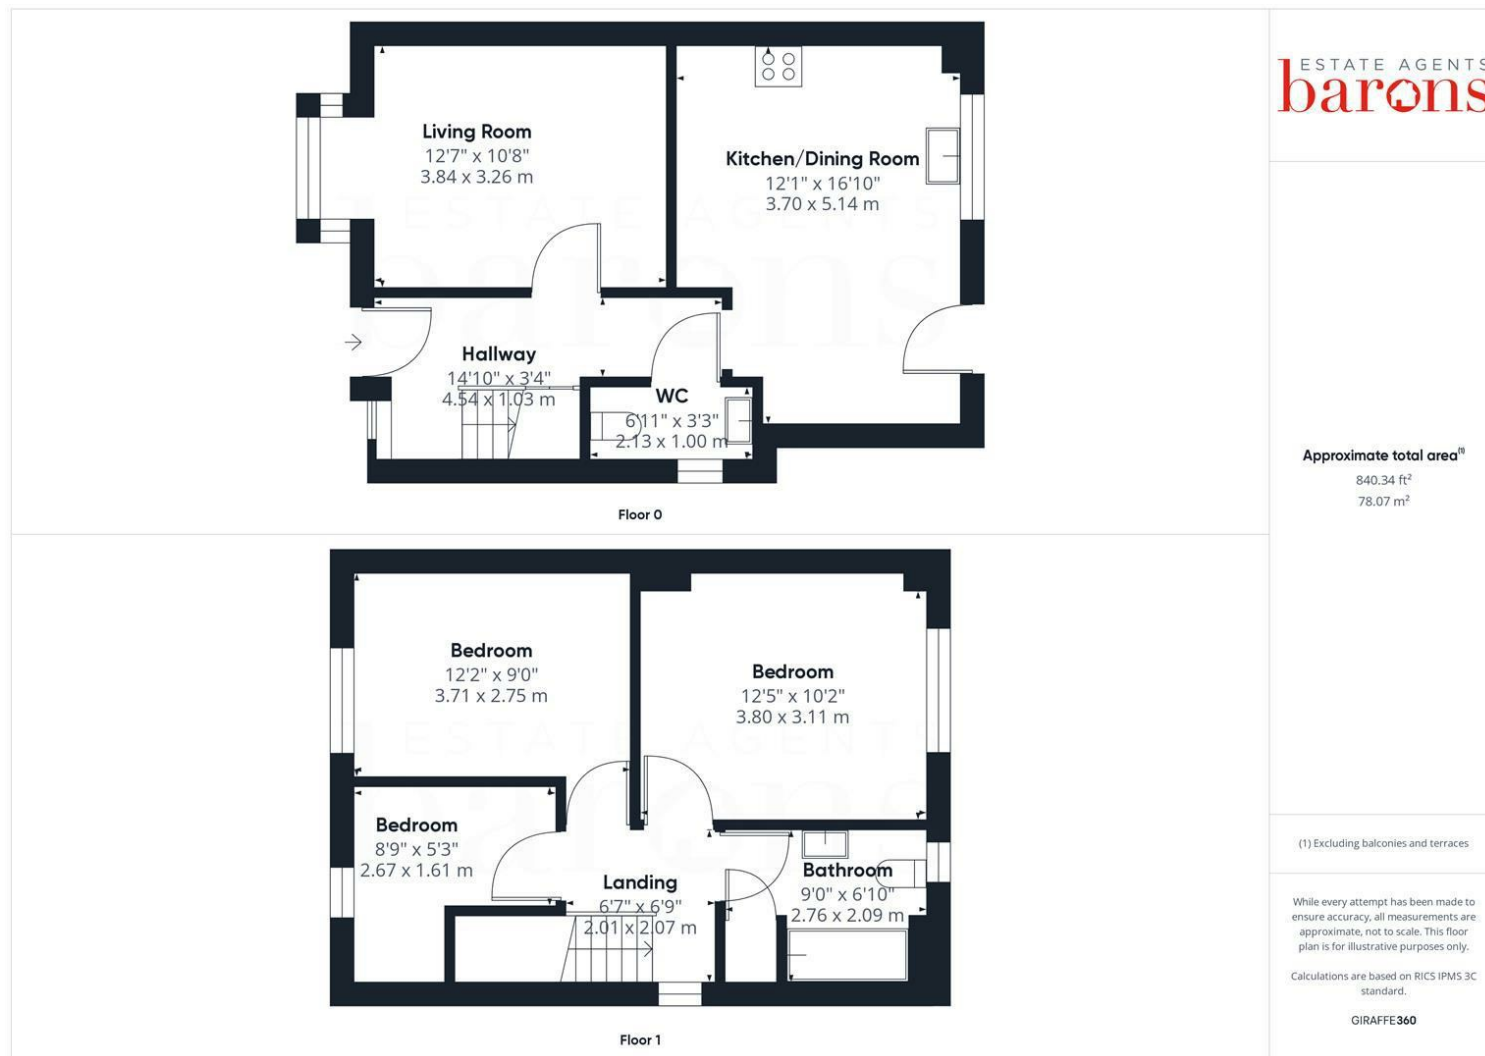 Living Room
12'7" x 10'8"
3.84 x 3.26 m
Kitchen/Dining Room
12'1" x 16'10"
3.70 x 5.14 m
Hallway
14'10" x 3'4"
4.54 x 1.03 m
WC
6'11" x 3'3"
2.13 x 1.00 m
ESTATE AGENTS
barons
Floor 0
Bedroom
12'2" x 9'0"
3.71 x 2.75 m
Bedroom
12'5" x 10'2"
3.80 x 3.11 m
Bedroom
8'9" x 5'3"
2.67 x 1.61 m
Landing
6'7" x 6'9"
2.01 x 2.07 m
Bathroom
9'0" x 6'10"
2.76 x 2.09 m
ESTATE AGENTS
barons
Floor 1
ESTATE AGENTS
barons
Approximate total area(1)
840.34 ft²
78.07 m²
(1) Excluding balconies and terraces
While every attempt has been made to
ensure accuracy, all measurements are
approximate, not to scale. This floor
plan is for illustrative purposes only.
Calculations are based on RICS IPMS 3C
standard.
GIRAFFE360